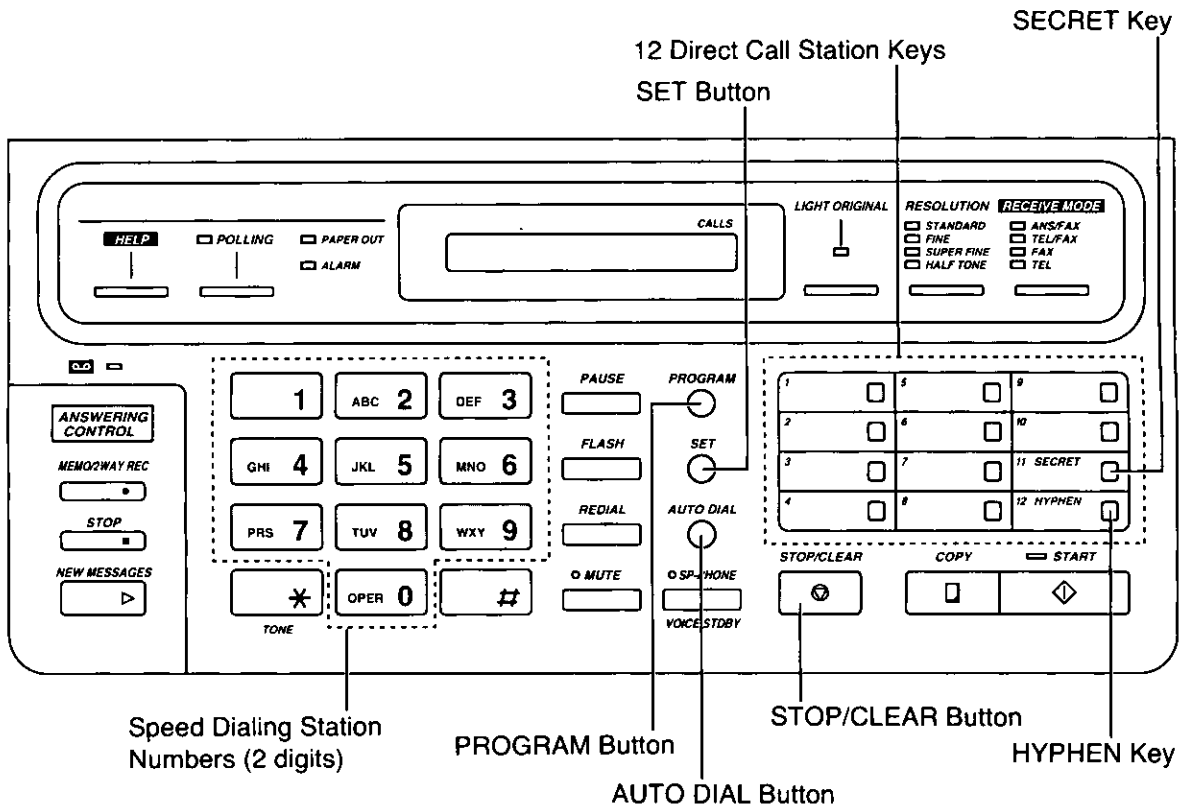 SECRET Key
12 Direct Call Station Keys
SET Button
HELP
POLLING
PAPER OUT
ALARM
CALLS
LIGHT ORIGINAL
RESOLUTION
STANDARD
FINE
SUPER FINE
HALF TONE
RECEIVE MODE
ANS/FAX
TEL/FAX
FAX
TEL
ANSWERING
CONTROL
MEMO/2WAY REC
STOP
NEW MESSAGES
1
ABC 2
DEF 3
GHI 4
JKL 5
MNO 6
PRS 7
TUV 8
WXY 9
*
TONE
OPER 0
#
PAUSE
FLASH
REDIAL
MUTE
PROGRAM
SET
AUTO DIAL
SP-PHONE
VOICE STDBY
1
2
3
4
5
6
7
8
9
10
11 SECRET
12 HYPHEN
STOP/CLEAR
COPY
START
Speed Dialing Station
Numbers (2 digits)
PROGRAM Button
AUTO DIAL Button
STOP/CLEAR Button
HYPHEN Key